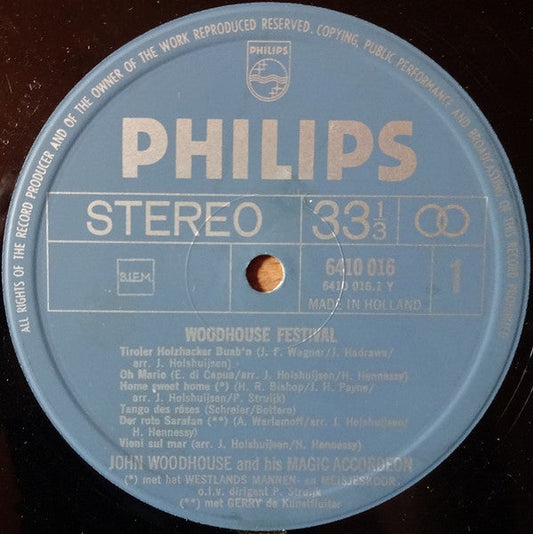 ALL RIGHTS OF THE RECORD PRODUCER AND OF THE OWNER OF THE WORK REPRODUCED RESERVED. COPYING, PUBLIC PERFORMANCE AND BROADCASTING OF THIS RECORD PROHIBITED
PHILIPS
PHILIPS
STEREO 33 1/3
B.I.E.M. 6410 016 1
6410 016.1 Y
MADE IN HOLLAND
WOODHOUSE FESTIVAL
Tiroler Holzhacker Buab'n (J. F. Wagner/J. Hadrawa/
arr. J. Holshuijsen)
Oh Mario (E. di Capua/arr. J. Holshuijsen/H. Hennessy)
Home sweet home (*) (H. R. Bishop/J. H. Payne/
arr. J. Holshuijsen/P. Struijk)
Tango des roses (Schreier/Bottero)
Der rote Sarafan (**) (A. Warlamoff/arr. J. Holshuijsen/
H. Hennessy)
Vieni sul mar (arr. J. Holshuijsen/H. Hennessy)
JOHN WOODHOUSE and his MAGIC ACCORDEON
(*) met het WESTLANDS MANNEN- en MEISJESKOOR,
o.l.v. dirigent P. Struijk
(**) met GERRY de Kunstfluiter